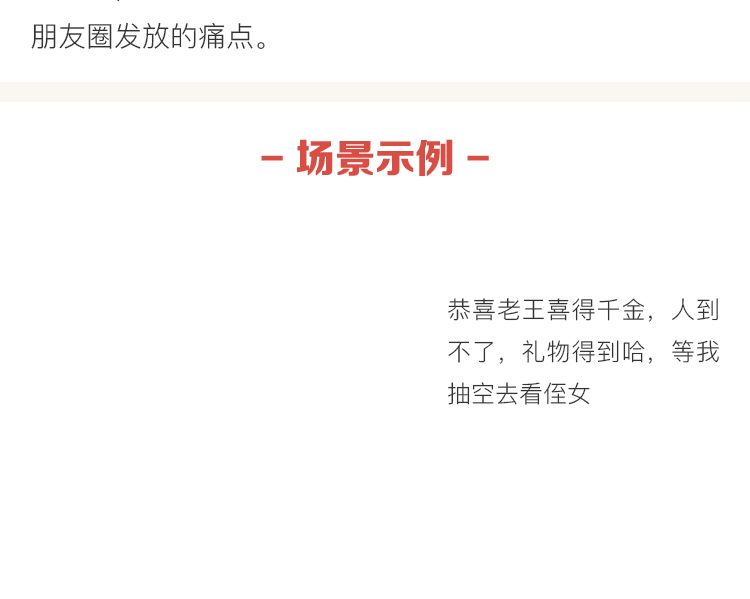 朋友圈发放的痛点。
– 场景示例 –
恭喜老王喜得千金，人到
不了，礼物得到哈，等我
抽空去看侄女